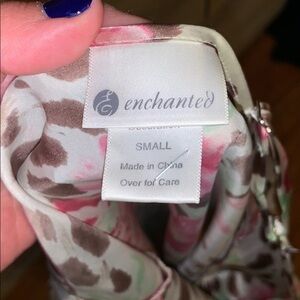 enchanted
SMALL
Made in China
Over for Care